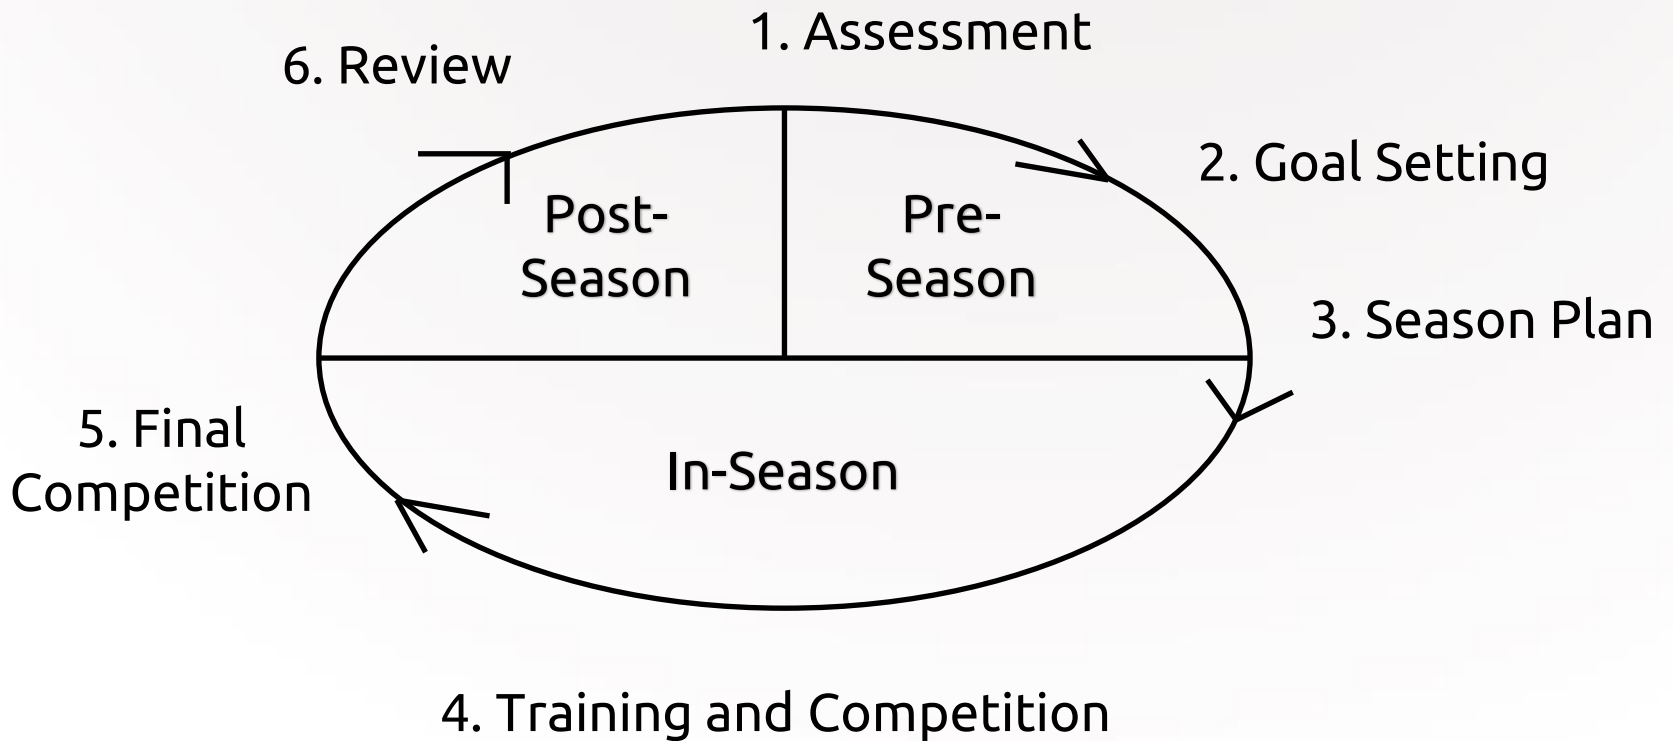 1. Assessment
6. Review
2. Goal Setting
Post-
Season
Pre-
Season
3. Season Plan
5. Final
Competition
In-Season
4. Training and Competition